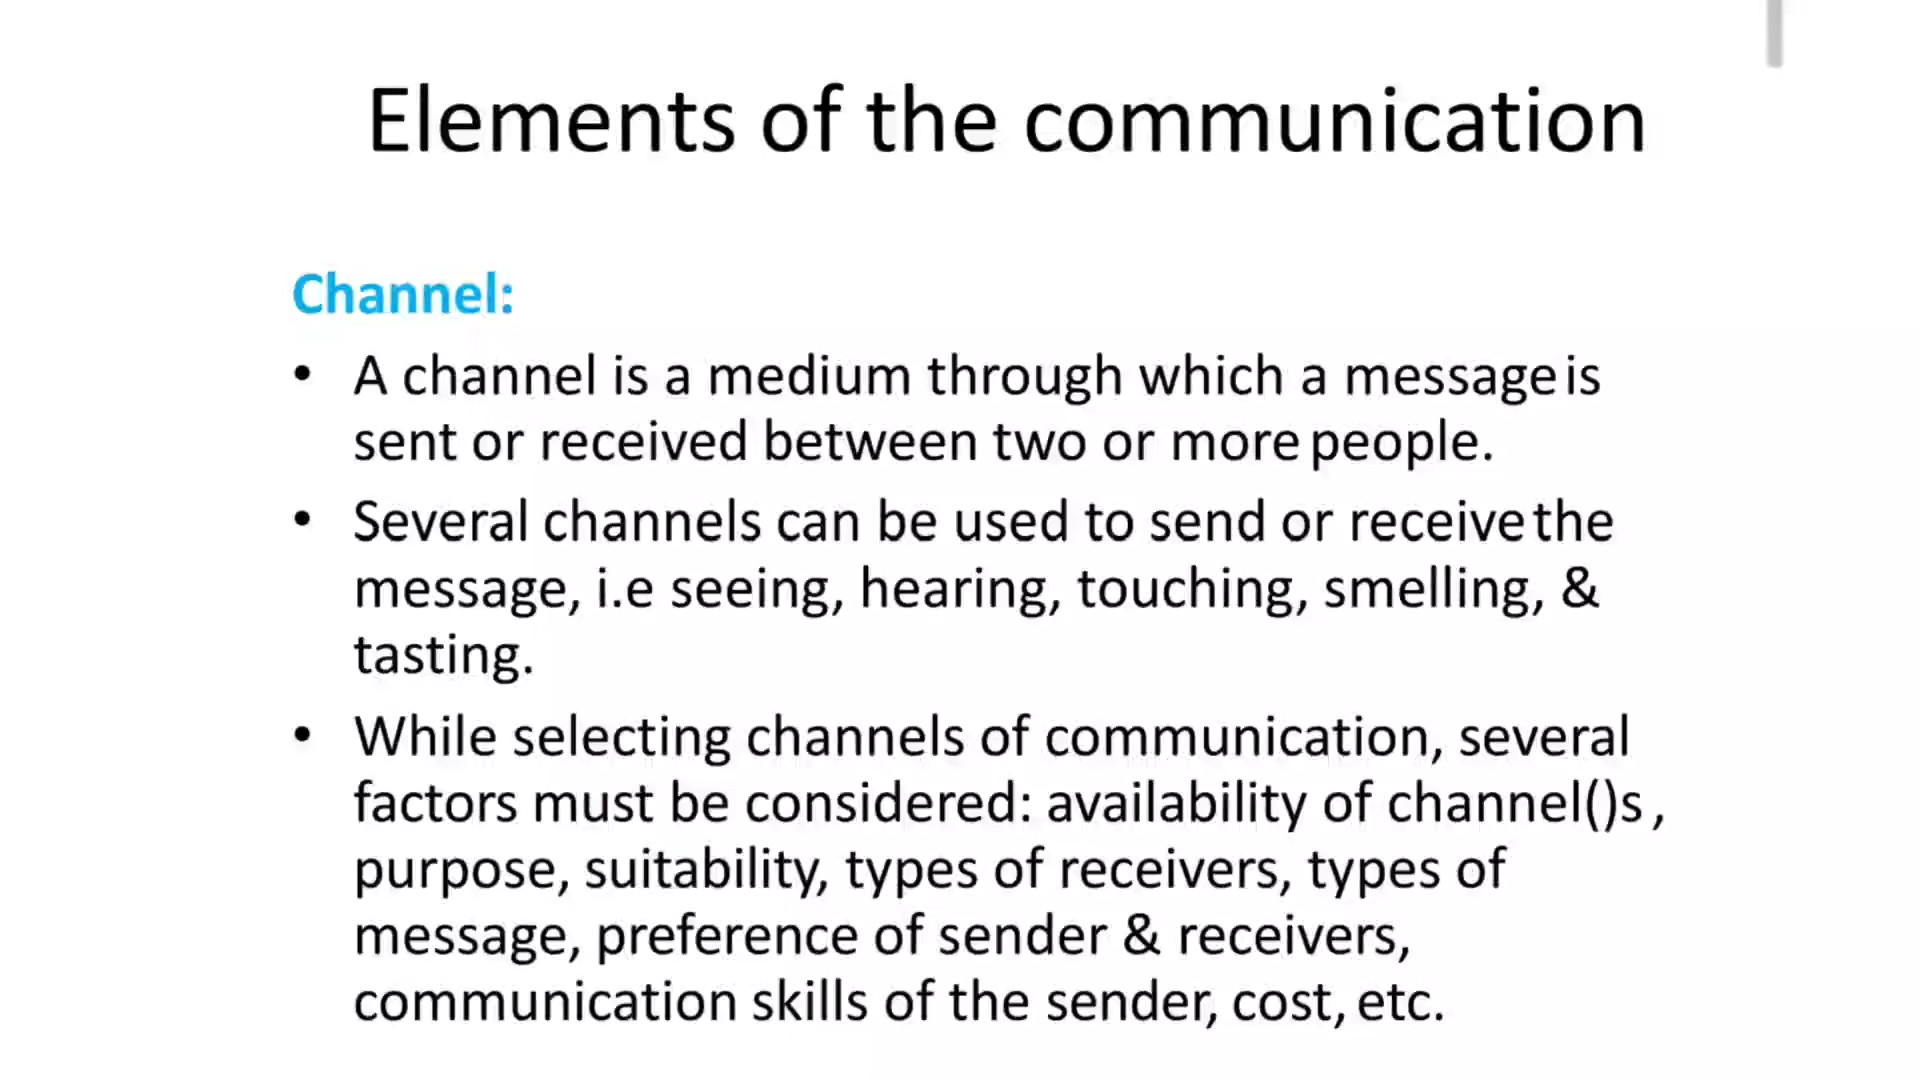 Elements of the communication
Channel:
• A channel is a medium through which a message is
sent or received between two or more people.
• Several channels can be used to send or receive the
message, i.e seeing, hearing, touching, smelling, &
tasting.
• While selecting channels of communication, several
factors must be considered: availability of channel()s ,
purpose, suitability, types of receivers, types of
message, preference of sender & receivers,
communication skills of the sender, cost, etc.